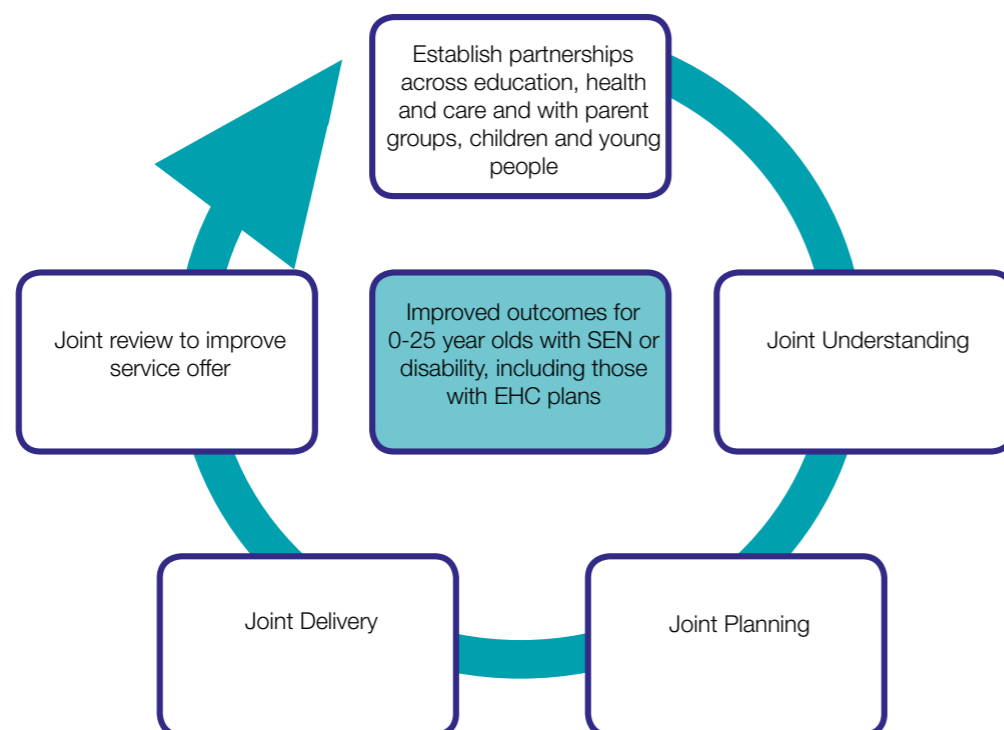 Establish partnerships
across education, health
and care and with parent
groups, children and young
people
Joint review to improve
service offer
Improved outcomes for
0-25 year olds with SEN or
disability, including those
with EHC plans
Joint Understanding
Joint Delivery
Joint Planning